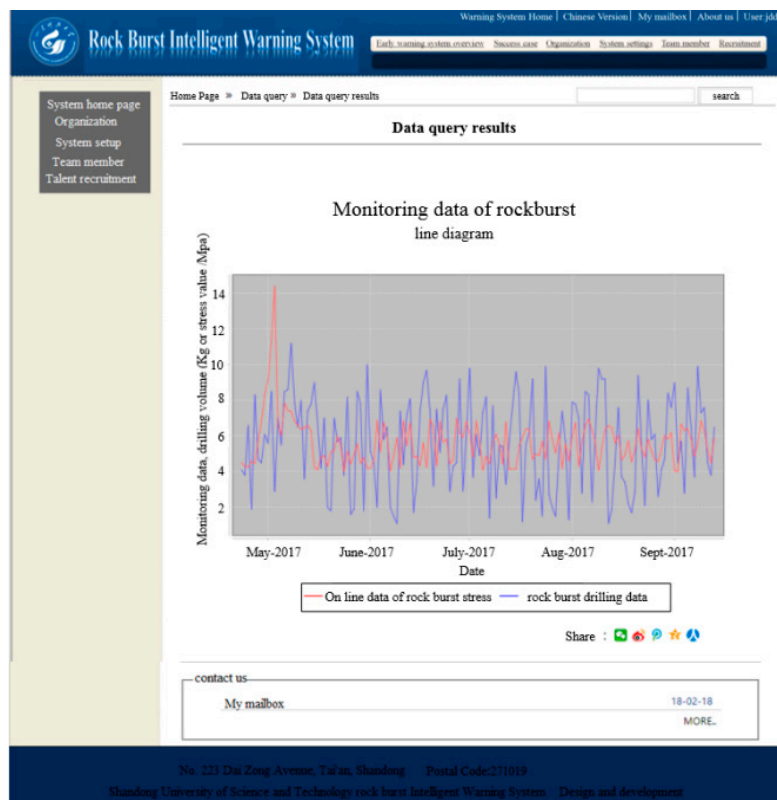 Warning System Home | Chinese Version | My mailbox | About us | User jdd
Rock Burst Intelligent Warning System
Early warning system overview Success case Organization System settings Team member Recruitment
System home page
Organization
System setup
Team member
Talent recruitment
Home Page » Data query » Data query results
search
Data query results
Monitoring data of rockburst
line diagram
Monitoring data, drilling volume (Kg or stress value /Mpa)
14
12
10
8
6
4
2
May-2017 June-2017 July-2017 Aug-2017 Sept-2017
Date
On line data of rock burst stress rock burst drilling data
Share :
contact us
My mailbox 18-02-18
MORE..
No. 223 Dai Zong Avenue, Tai'an, Shandong Postal Code:271019
Shandong University of Science and Technology rock burst Intelligent Warning System Design and development